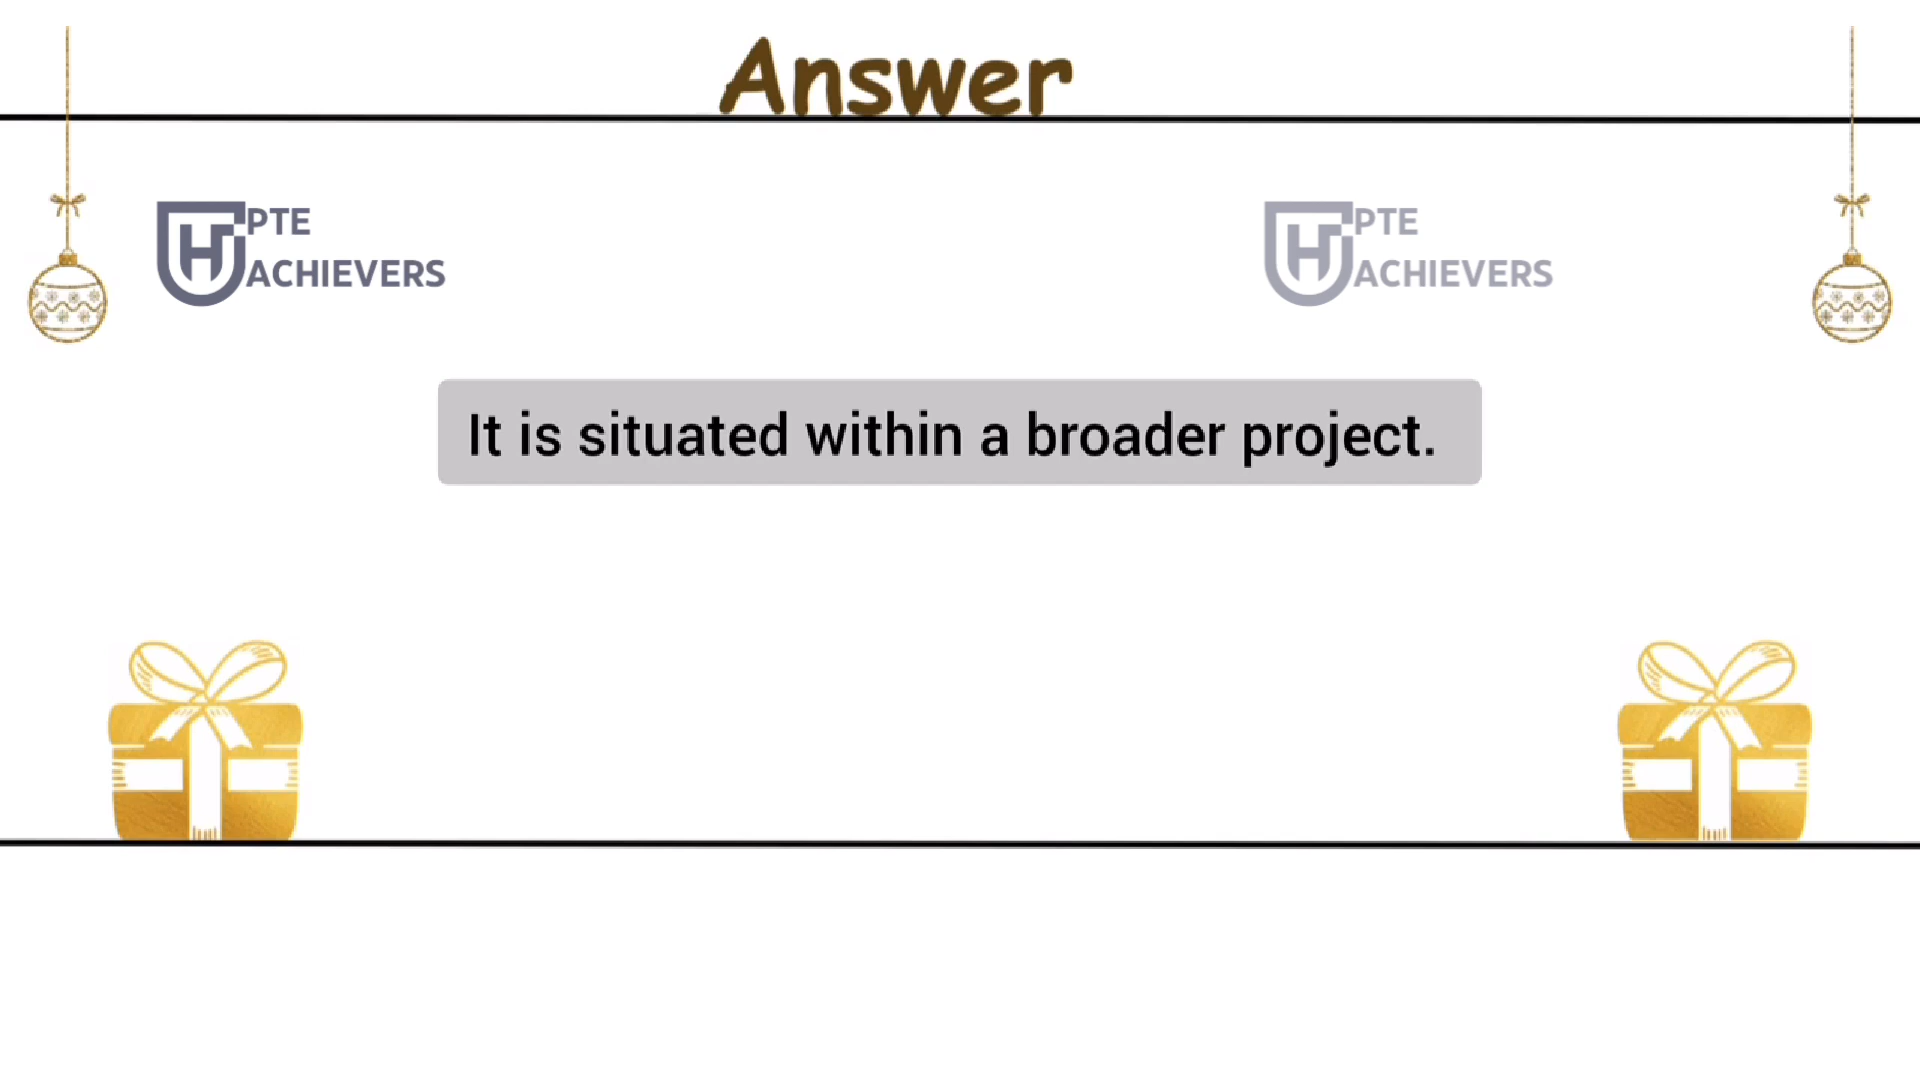 Answer
PTE
ACHIEVERS
PTE
ACHIEVERS
It is situated within a broader project.